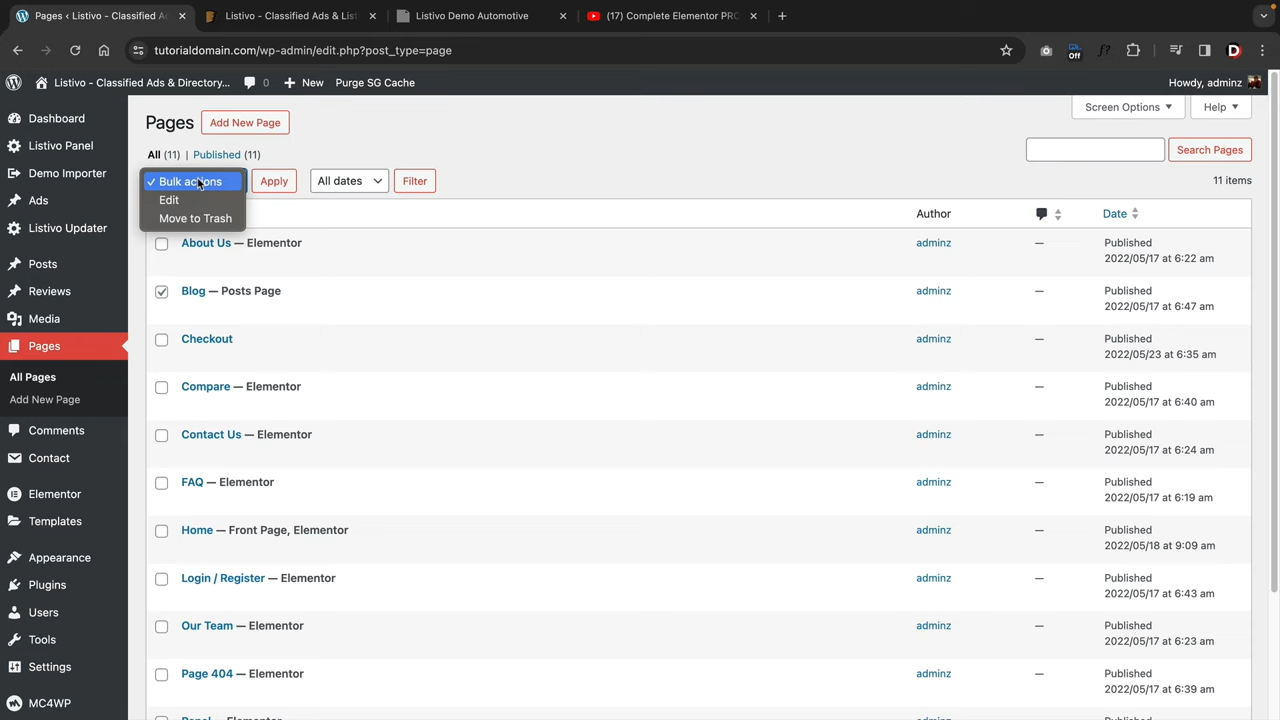 Pages ‹ Listivo - Classified Ads
Listivo - Classified Ads & List
Listivo Demo Automotive
(17) Complete Elementor PRO
tutorialdomain.com/wp-admin/edit.php?post_type=page
Off
f?
D
Listivo - Classified Ads & Directory...
0
New
Purge SG Cache
Howdy, adminz
Dashboard
Listivo Panel
Demo Importer
Ads
Listivo Updater
Posts
Reviews
Media
Pages
All Pages
Add New Page
Comments
Contact
Elementor
Templates
Appearance
Plugins
Users
Tools
Settings
MC4WP
Screen Options
Help
Pages
Add New Page
All (11) | Published (11)
Search Pages
✓ Bulk actions
Edit
Move to Trash
Apply
All dates
Filter
11 items
Author
Date
About Us — Elementor
adminz
—
Published
2022/05/17 at 6:22 am
Blog — Posts Page
adminz
—
Published
2022/05/17 at 6:47 am
Checkout
adminz
—
Published
2022/05/23 at 6:35 am
Compare — Elementor
adminz
—
Published
2022/05/17 at 6:40 am
Contact Us — Elementor
adminz
—
Published
2022/05/17 at 6:24 am
FAQ — Elementor
adminz
—
Published
2022/05/17 at 6:19 am
Home — Front Page, Elementor
adminz
—
Published
2022/05/18 at 9:09 am
Login / Register — Elementor
adminz
—
Published
2022/05/17 at 6:43 am
Our Team — Elementor
adminz
—
Published
2022/05/17 at 6:23 am
Page 404 — Elementor
adminz
—
Published
2022/05/17 at 6:39 am